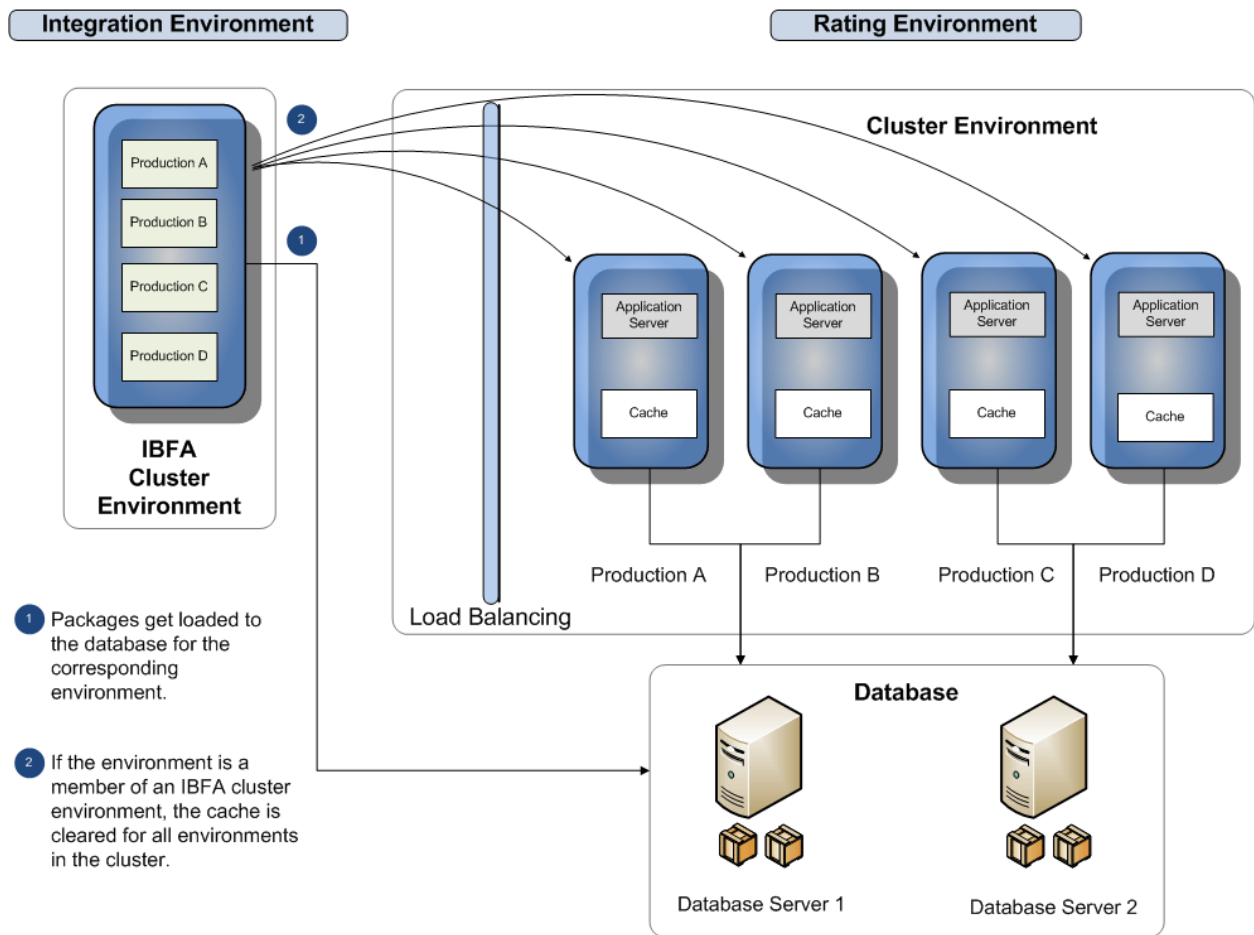 Integration Environment
Rating Environment
2
Cluster Environment
Production A
Production B
1
Production C
Production D
Application
Server
Application
Server
Application
Server
Application
Server
Cache
Cache
Cache
Cache
IBFA
Cluster
Environment
Production A
Production B
Production C
Production D
Load Balancing
1
Packages get loaded to
the database for the
corresponding
environment.
Database
2
If the environment is a
member of an IBFA cluster
environment, the cache is
cleared for all environments
in the cluster.
Database Server 1
Database Server 2